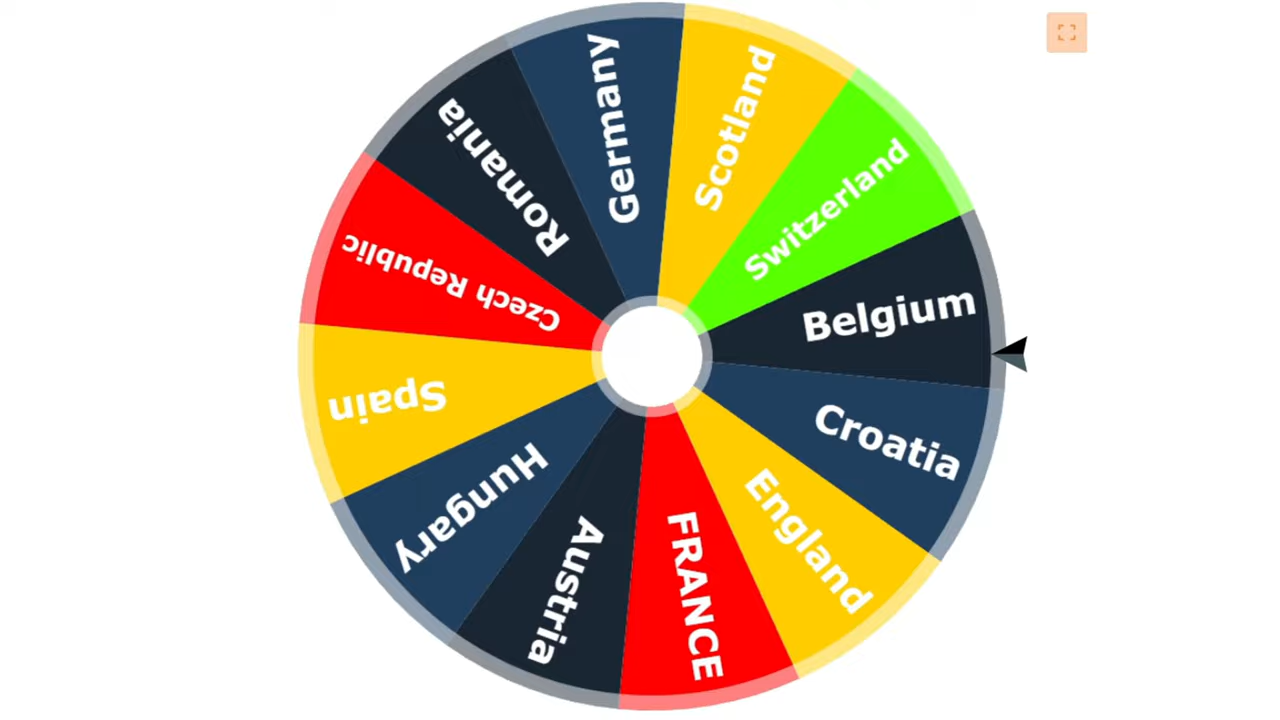 Germany
Scotland
Switzerland
Belgium
Croatia
England
FRANCE
Austria
Hungary
Spain
Czech Republic
Romania